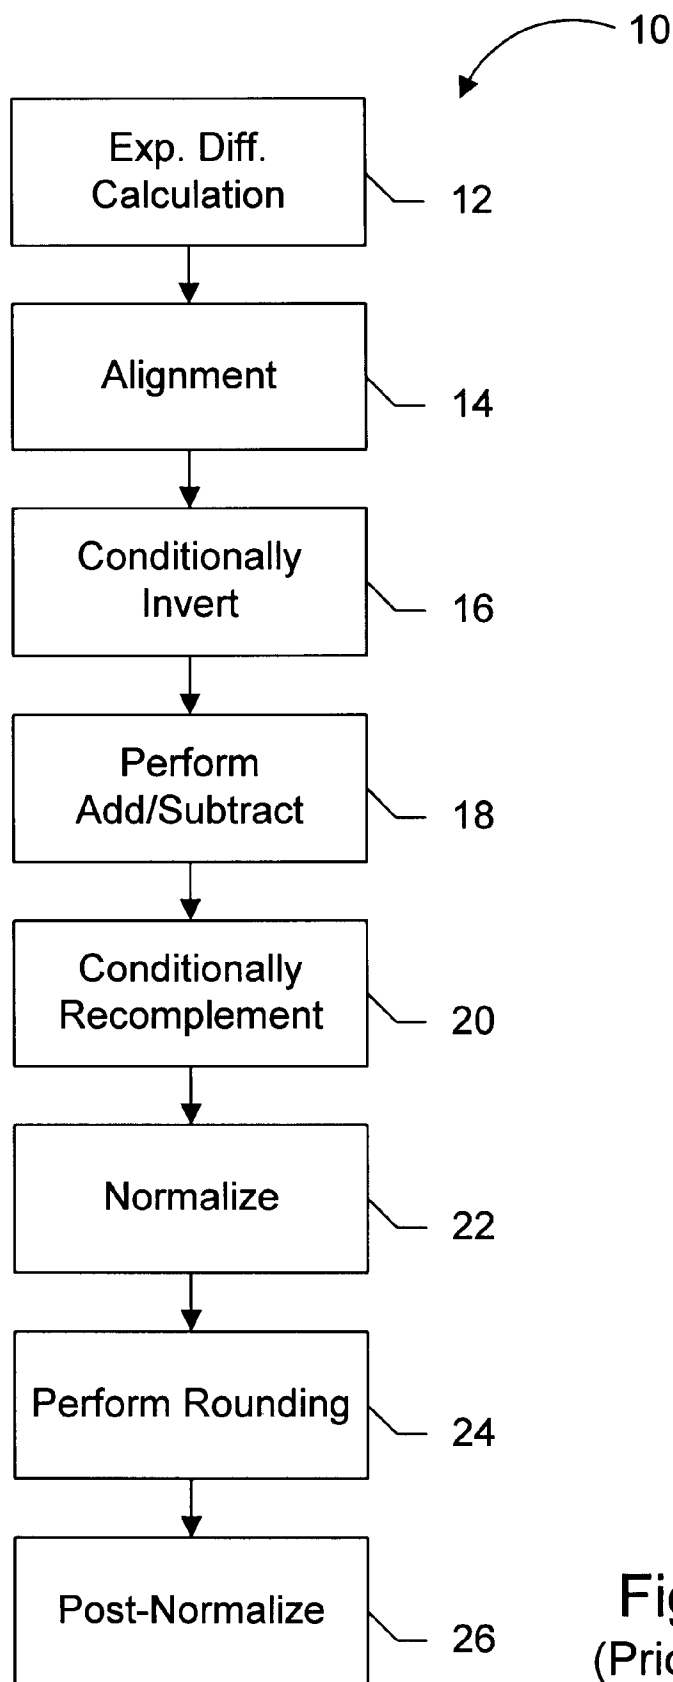 10
Exp. Diff.
Calculation
12
Alignment
14
Conditionally
Invert
16
Perform
Add/Subtract
18
Conditionally
Recomplement
20
Normalize
22
Perform Rounding
24
Post-Normalize
26